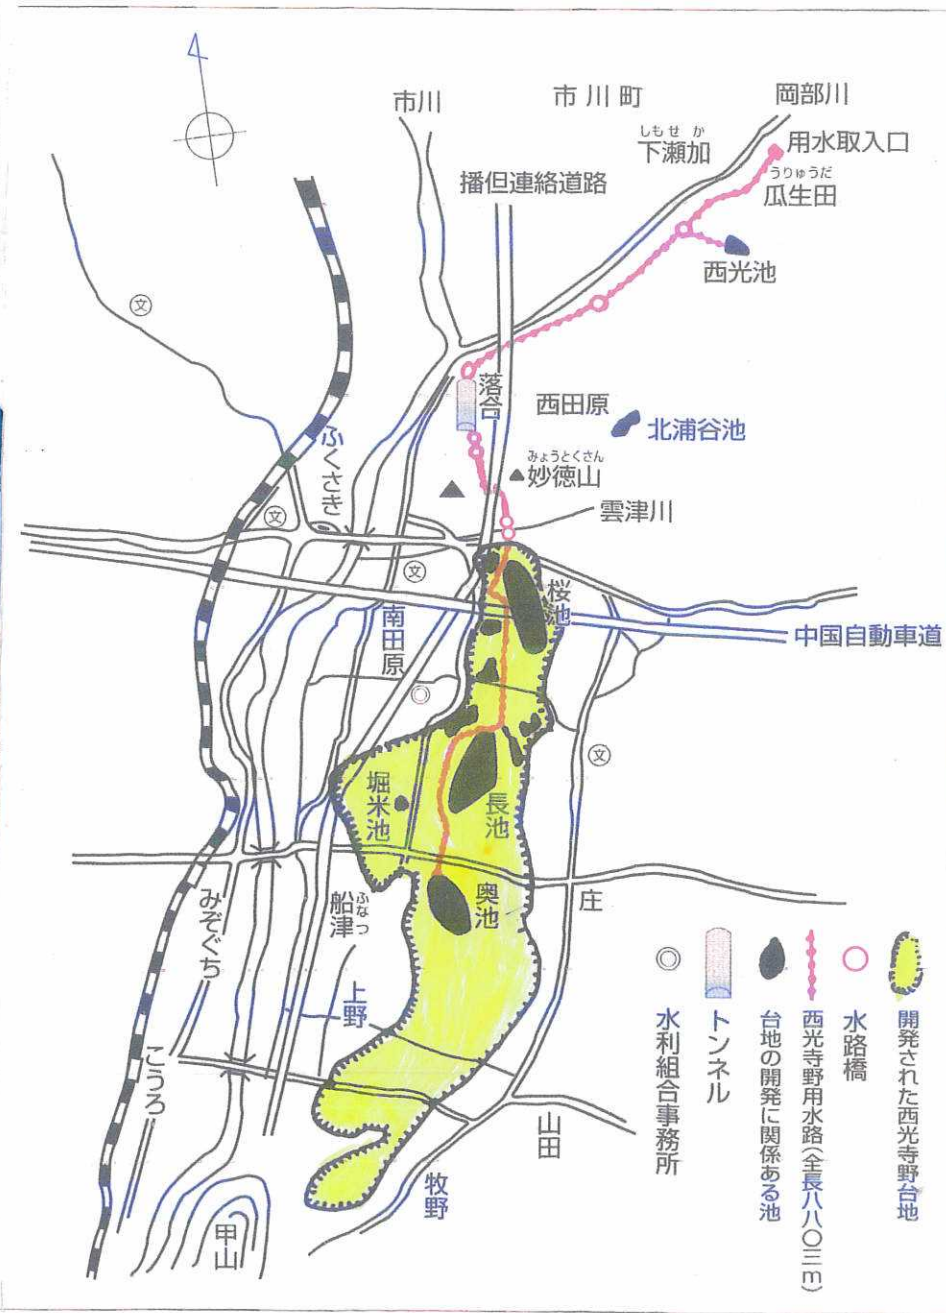 市川
市川町
岡部川
しもせか
下瀬加
用水取入口
うりゅうだ
瓜生田
播但連絡道路
西光池
文
落合
西田原
北浦谷池
ふくさき
みょうとくさん
妙徳山
雲津川
文
文
桜池
南田原
中国自動車道
文
堀米池
長池
奥池
庄
みぞぐち
ふなつ
船津
上野
こうろ
山田
牧野
甲山
開発された西光寺野台地
水路橋
西光寺野用水路(全長八八〇三m)
台地の開発に関係ある池
トンネル
水利組合事務所